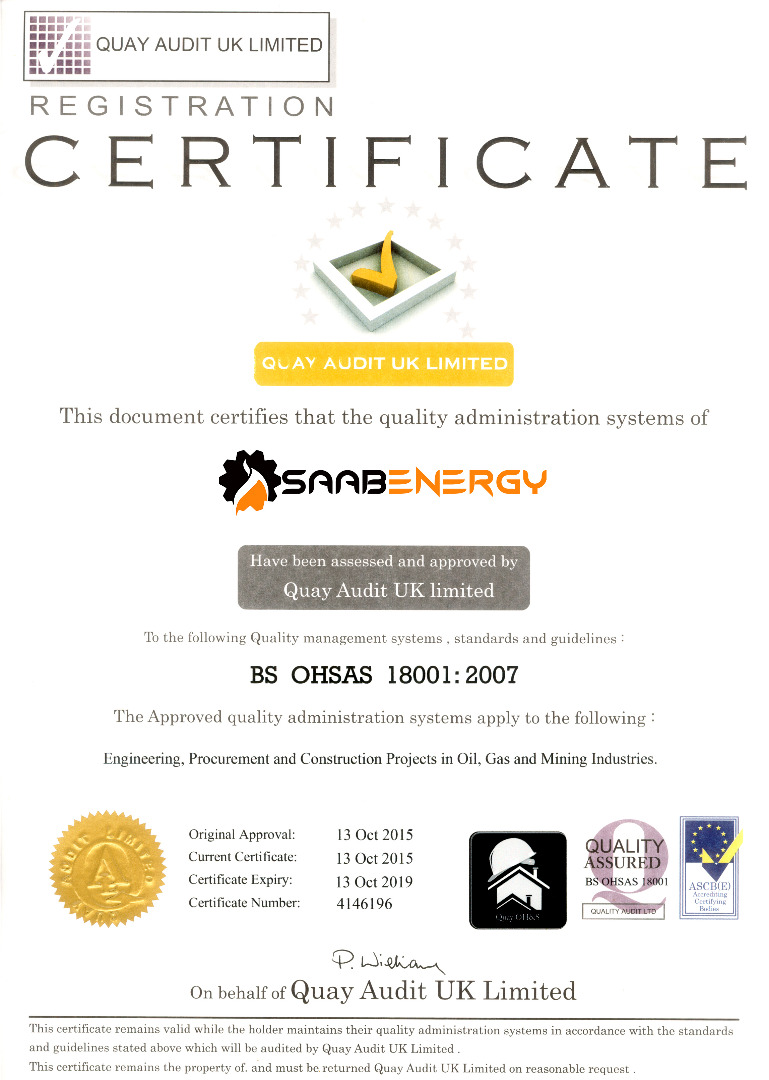 QUAY AUDIT UK LIMITED
REGISTRATION
CERTIFICATE
QUAY AUDIT UK LIMITED
This document certifies that the quality administration systems of
SAABENERGY
Have been assessed and approved by
Quay Audit UK limited
To the following Quality management systems , standards and guidelines :
BS OHSAS 18001:2007
The Approved quality administration systems apply to the following :
Engineering, Procurement and Construction Projects in Oil, Gas and Mining Industries.
Original Approval: 13 Oct 2015
Current Certificate: 13 Oct 2015
Certificate Expiry: 13 Oct 2019
Certificate Number: 4146196
AUDIT LIMITED
Quay OH&S
QUALITY
ASSURED
BS OHSAS 18001
QUALITY AUDIT LTD
ASCB(E)
Accrediting
Certifying
Bodies
P. William
On behalf of Quay Audit UK Limited
This certificate remains valid while the holder maintains their quality administration systems in accordance with the standards
and guidelines stated above which will be audited by Quay Audit UK Limited .
This certificate remains the property of. and must be returned Quay Audit UK Limited on reasonable request .